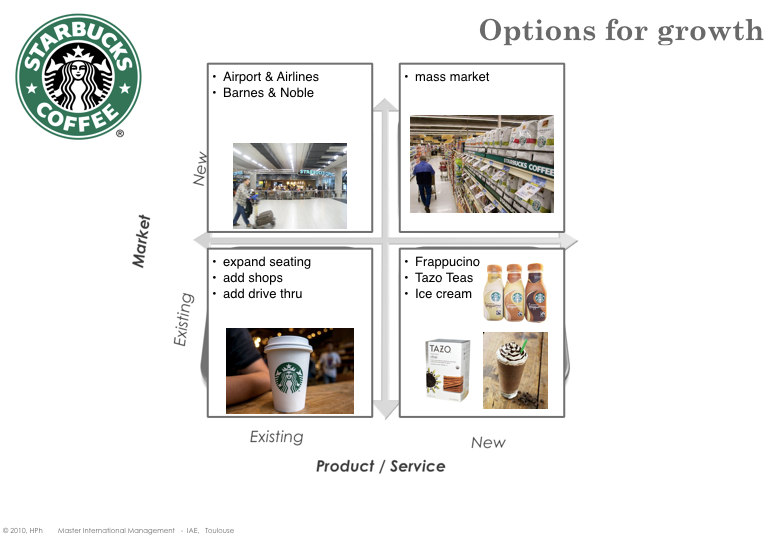 Options for growth
STARBUCKS
COFFEE
®
• Airport & Airlines
• Barnes & Noble
• mass market
STARBUCKS COFFEE
New
Market
• expand seating
• add shops
• add drive thru
• Frappucino
• Tazo Teas
• Ice cream
TAZO
Existing
Existing
New
Product / Service
© 2010, HPh Master International Management - IAE, Toulouse